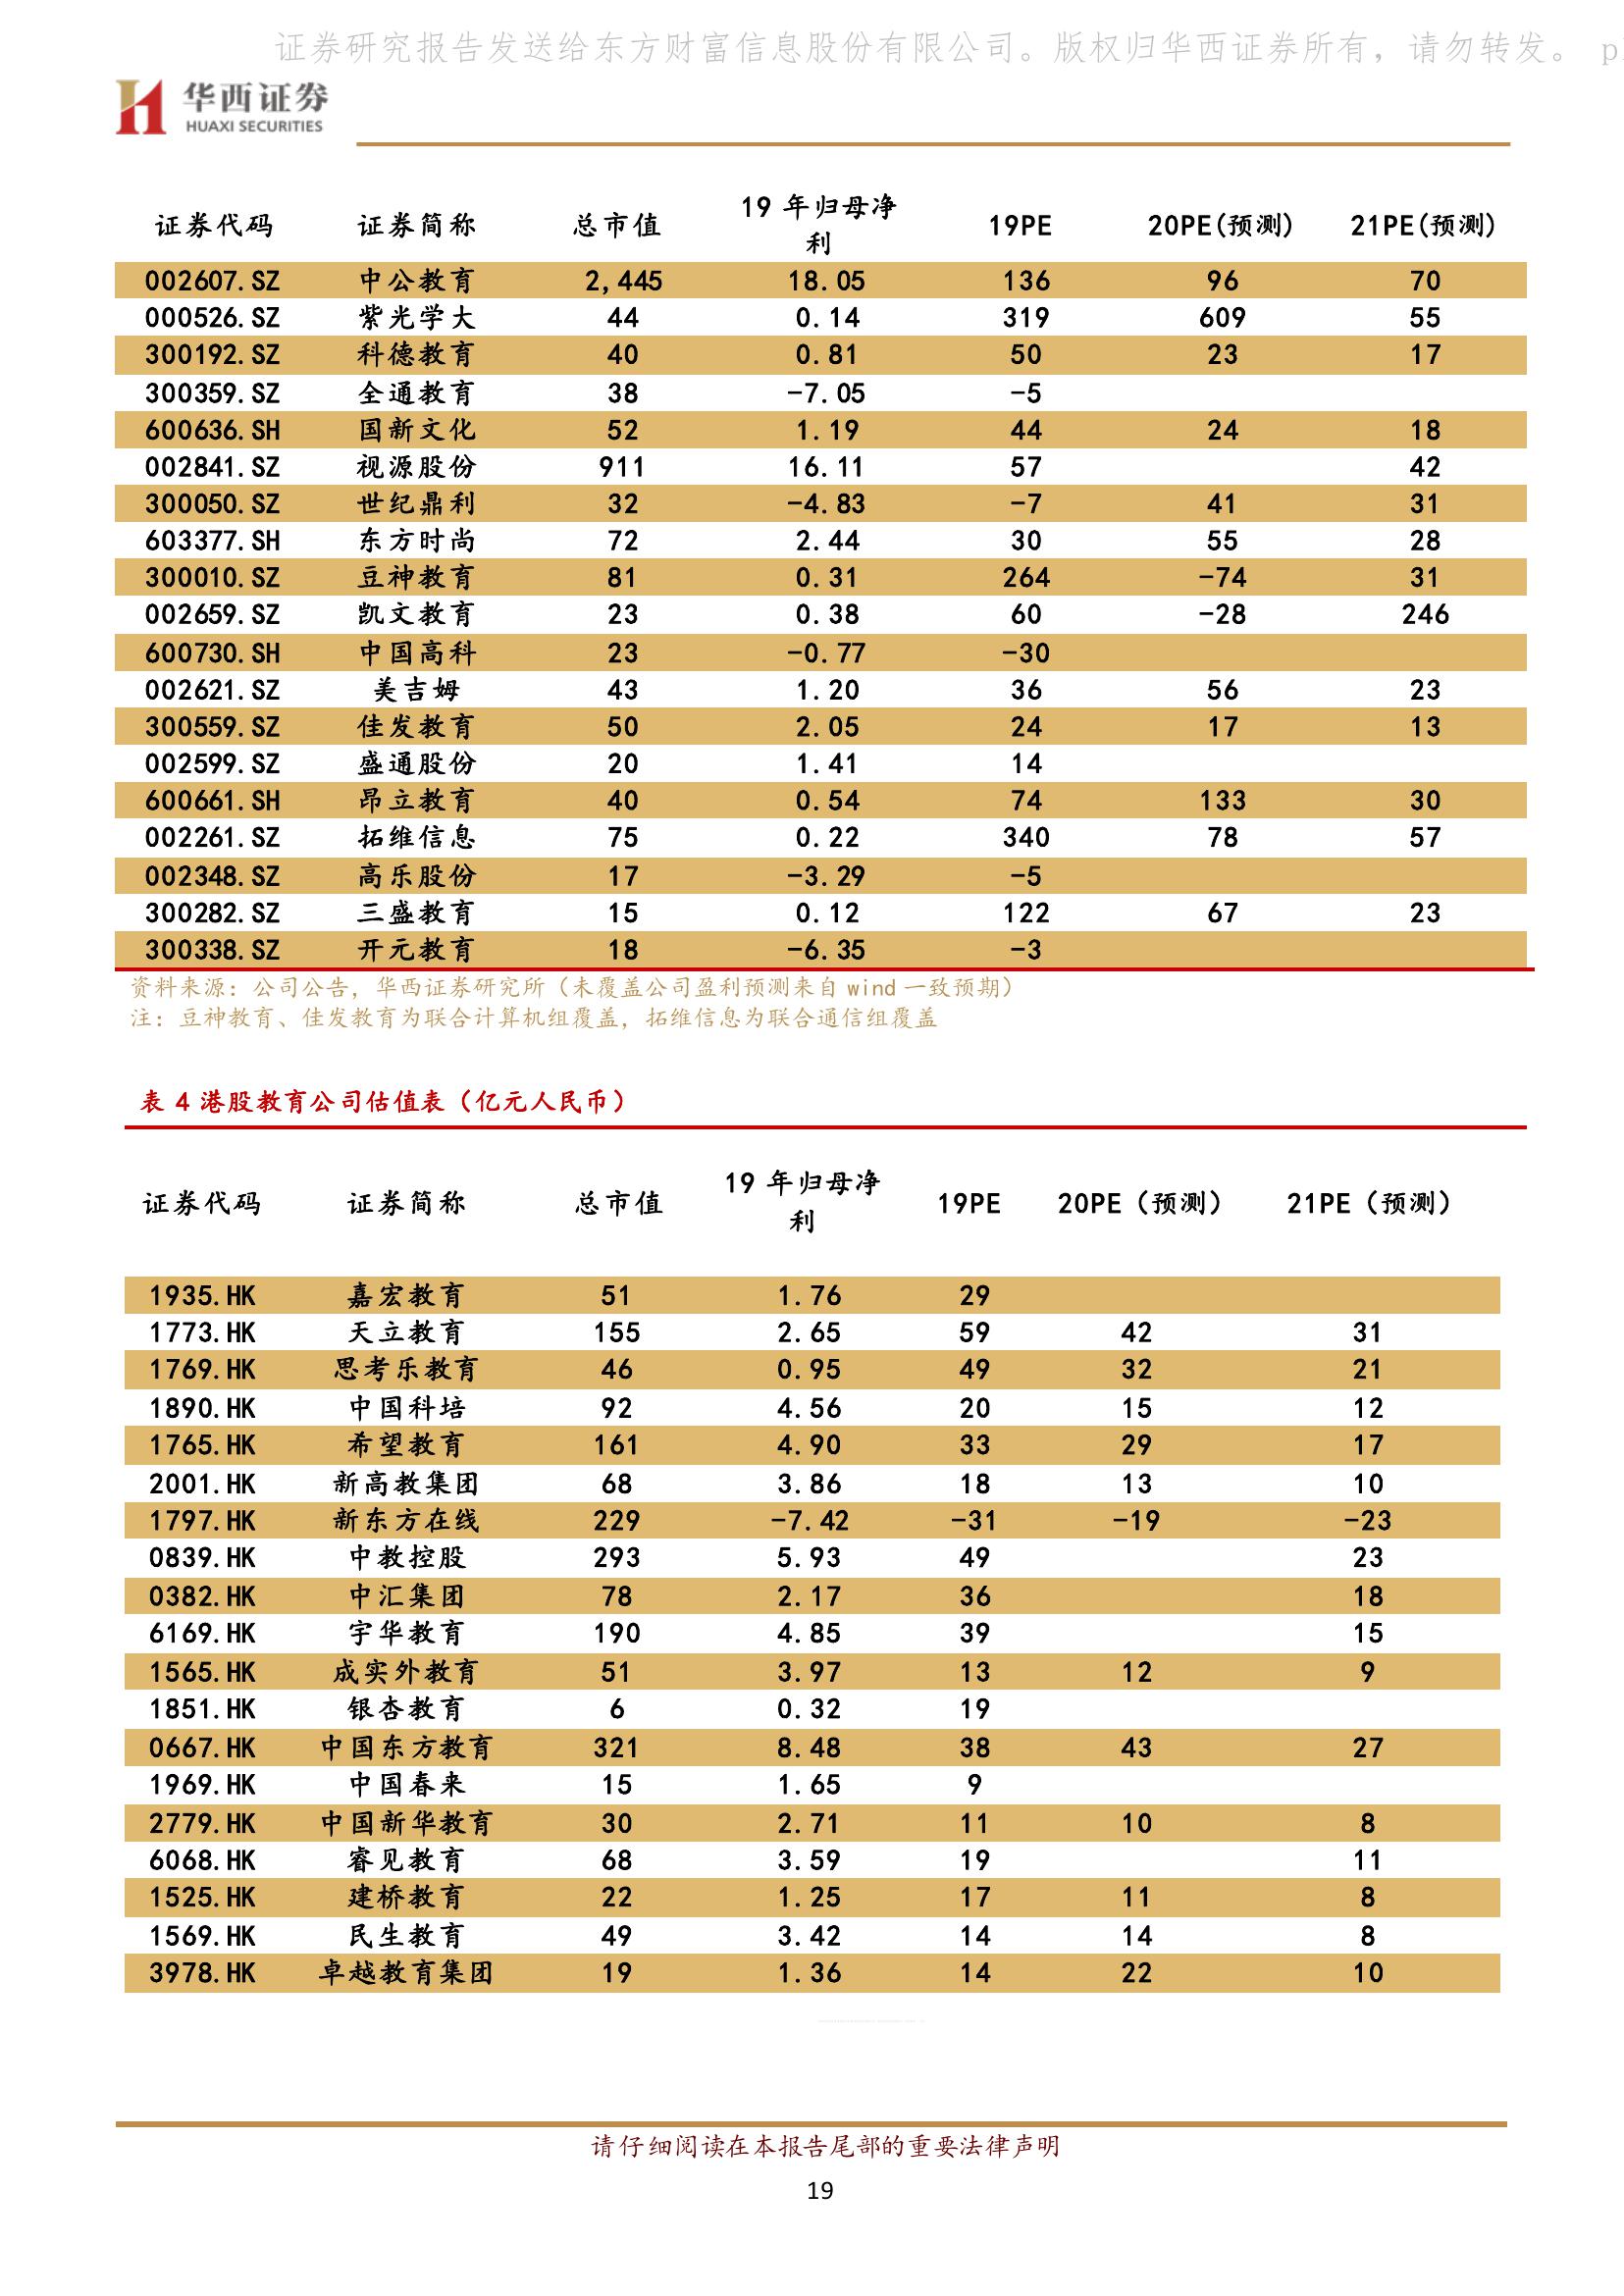 证券研究报告发送给东方财富信息股份有限公司。版权归华西证券所有，请勿转发。 p
华西证券
HUAXI SECURITIES
证券代码 证券简称 总市值 19 年归母净利 19PE 20PE(预测) 21PE(预测)
002607.SZ 中公教育 2,445 18.05 136 96 70
000526.SZ 紫光学大 44 0.14 319 609 55
300192.SZ 科德教育 40 0.81 50 23 17
300359.SZ 全通教育 38 -7.05 -5
600636.SH 国新文化 52 1.19 44 24 18
002841.SZ 视源股份 911 16.11 57 42
300050.SZ 世纪鼎利 32 -4.83 -7 41 31
603377.SH 东方时尚 72 2.44 30 55 28
300010.SZ 豆神教育 81 0.31 264 -74 31
002659.SZ 凯文教育 23 0.38 60 -28 246
600730.SH 中国高科 23 -0.77 -30
002621.SZ 美吉姆 43 1.20 36 56 23
300559.SZ 佳发教育 50 2.05 24 17 13
002599.SZ 盛通股份 20 1.41 14
600661.SH 昂立教育 40 0.54 74 133 30
002261.SZ 拓维信息 75 0.22 340 78 57
002348.SZ 高乐股份 17 -3.29 -5
300282.SZ 三盛教育 15 0.12 122 67 23
300338.SZ 开元教育 18 -6.35 -3
资料来源：公司公告，华西证券研究所（未覆盖公司盈利预测来自 wind 一致预期）
注：豆神教育、佳发教育为联合计算机组覆盖，拓维信息为联合通信组覆盖
表 4 港股教育公司估值表（亿元人民币）
证券代码 证券简称 总市值 19 年归母净利 19PE 20PE（预测） 21PE（预测）
1935.HK 嘉宏教育 51 1.76 29
1773.HK 天立教育 155 2.65 59 42 31
1769.HK 思考乐教育 46 0.95 49 32 21
1890.HK 中国科培 92 4.56 20 15 12
1765.HK 希望教育 161 4.90 33 29 17
2001.HK 新高教集团 68 3.86 18 13 10
1797.HK 新东方在线 229 -7.42 -31 -19 -23
0839.HK 中教控股 293 5.93 49 23
0382.HK 中汇集团 78 2.17 36 18
6169.HK 宇华教育 190 4.85 39 15
1565.HK 成实外教育 51 3.97 13 12 9
1851.HK 银杏教育 6 0.32 19
0667.HK 中国东方教育 321 8.48 38 43 27
1969.HK 中国春来 15 1.65 9
2779.HK 中国新华教育 30 2.71 11 10 8
6068.HK 睿见教育 68 3.59 19 11
1525.HK 建桥教育 22 1.25 17 11 8
1569.HK 民生教育 49 3.42 14 14 8
3978.HK 卓越教育集团 19 1.36 14 22 10
请仔细阅读在本报告尾部的重要法律声明
19